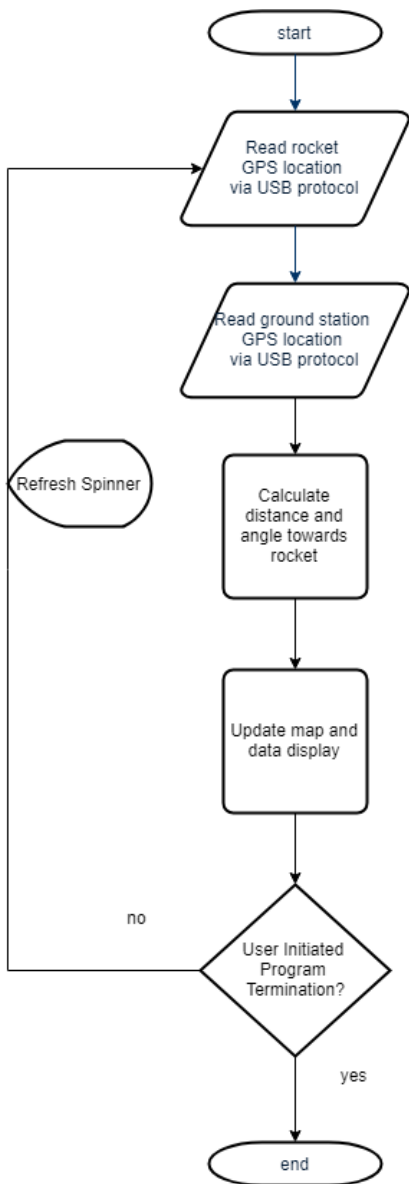 start
Read rocket
GPS location
via USB protocol
Read ground station
GPS location
via USB protocol
Refresh Spinner
Calculate
distance and
angle towards
rocket
Update map and
data display
no
User Initiated
Program
Termination?
yes
end